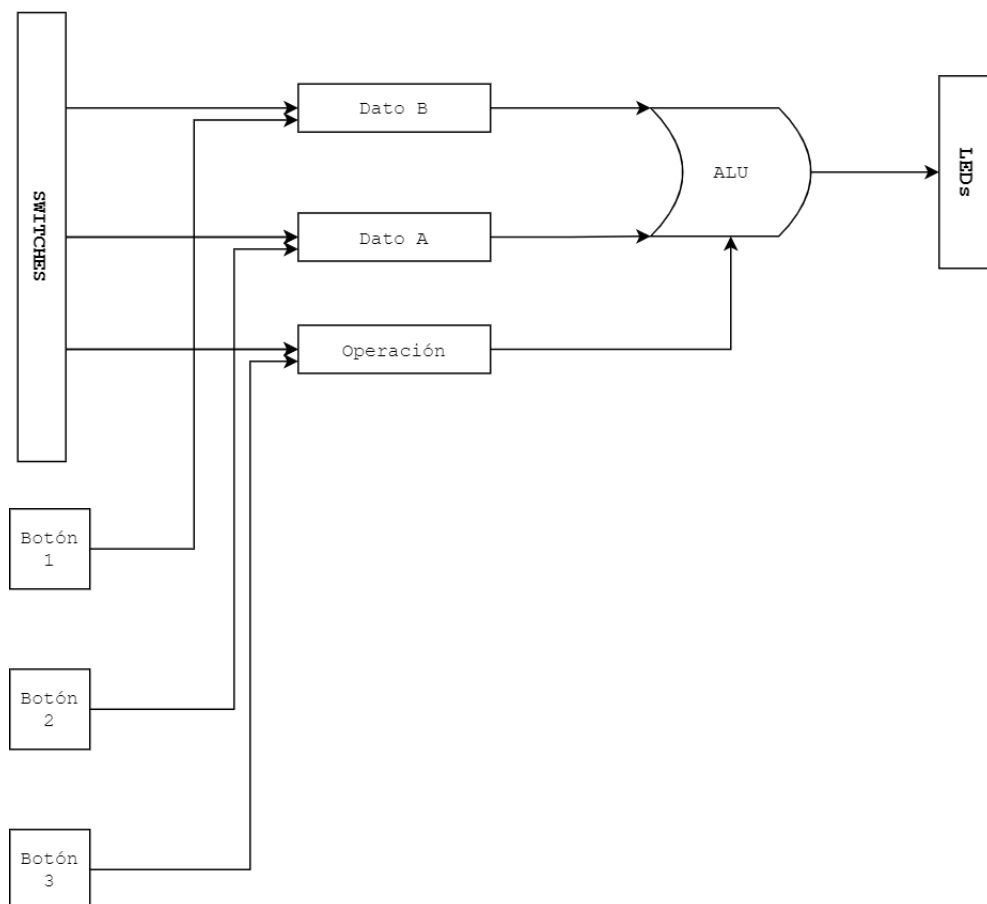 SWITCHES
Dato B
ALU
LEDs
Dato A
Operación
Botón
1
Botón
2
Botón
3